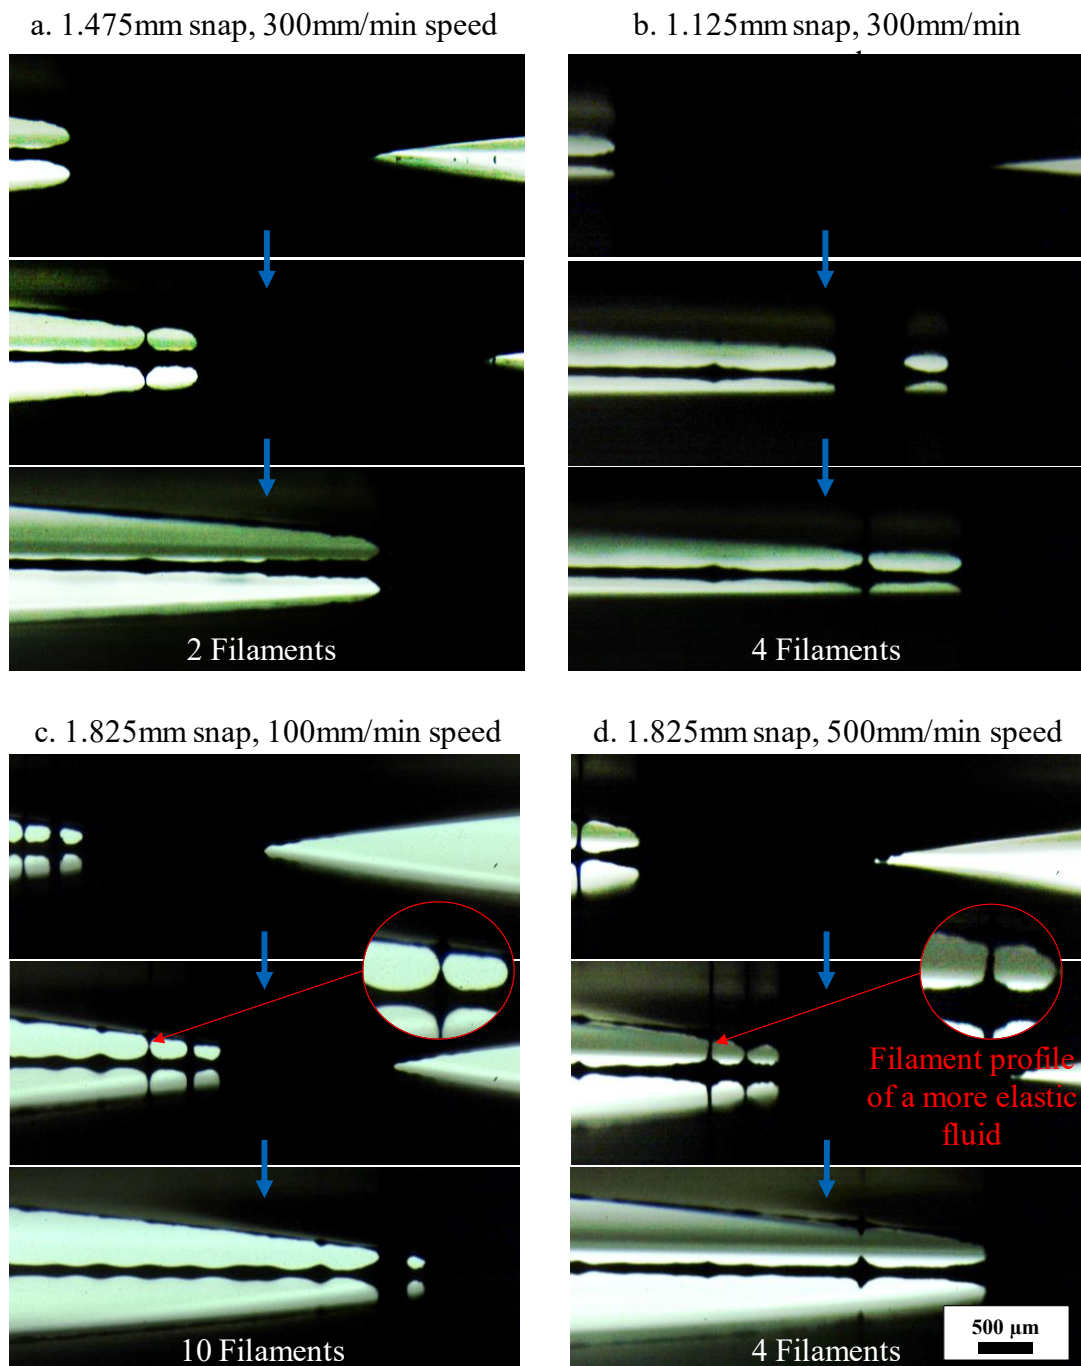 a. 1.475mm snap, 300mm/min speed
b. 1.125mm snap, 300mm/min
2 Filaments
4 Filaments
c. 1.825mm snap, 100mm/min speed
d. 1.825mm snap, 500mm/min speed
Filament profile
of a more elastic
fluid
500 µm
10 Filaments
4 Filaments